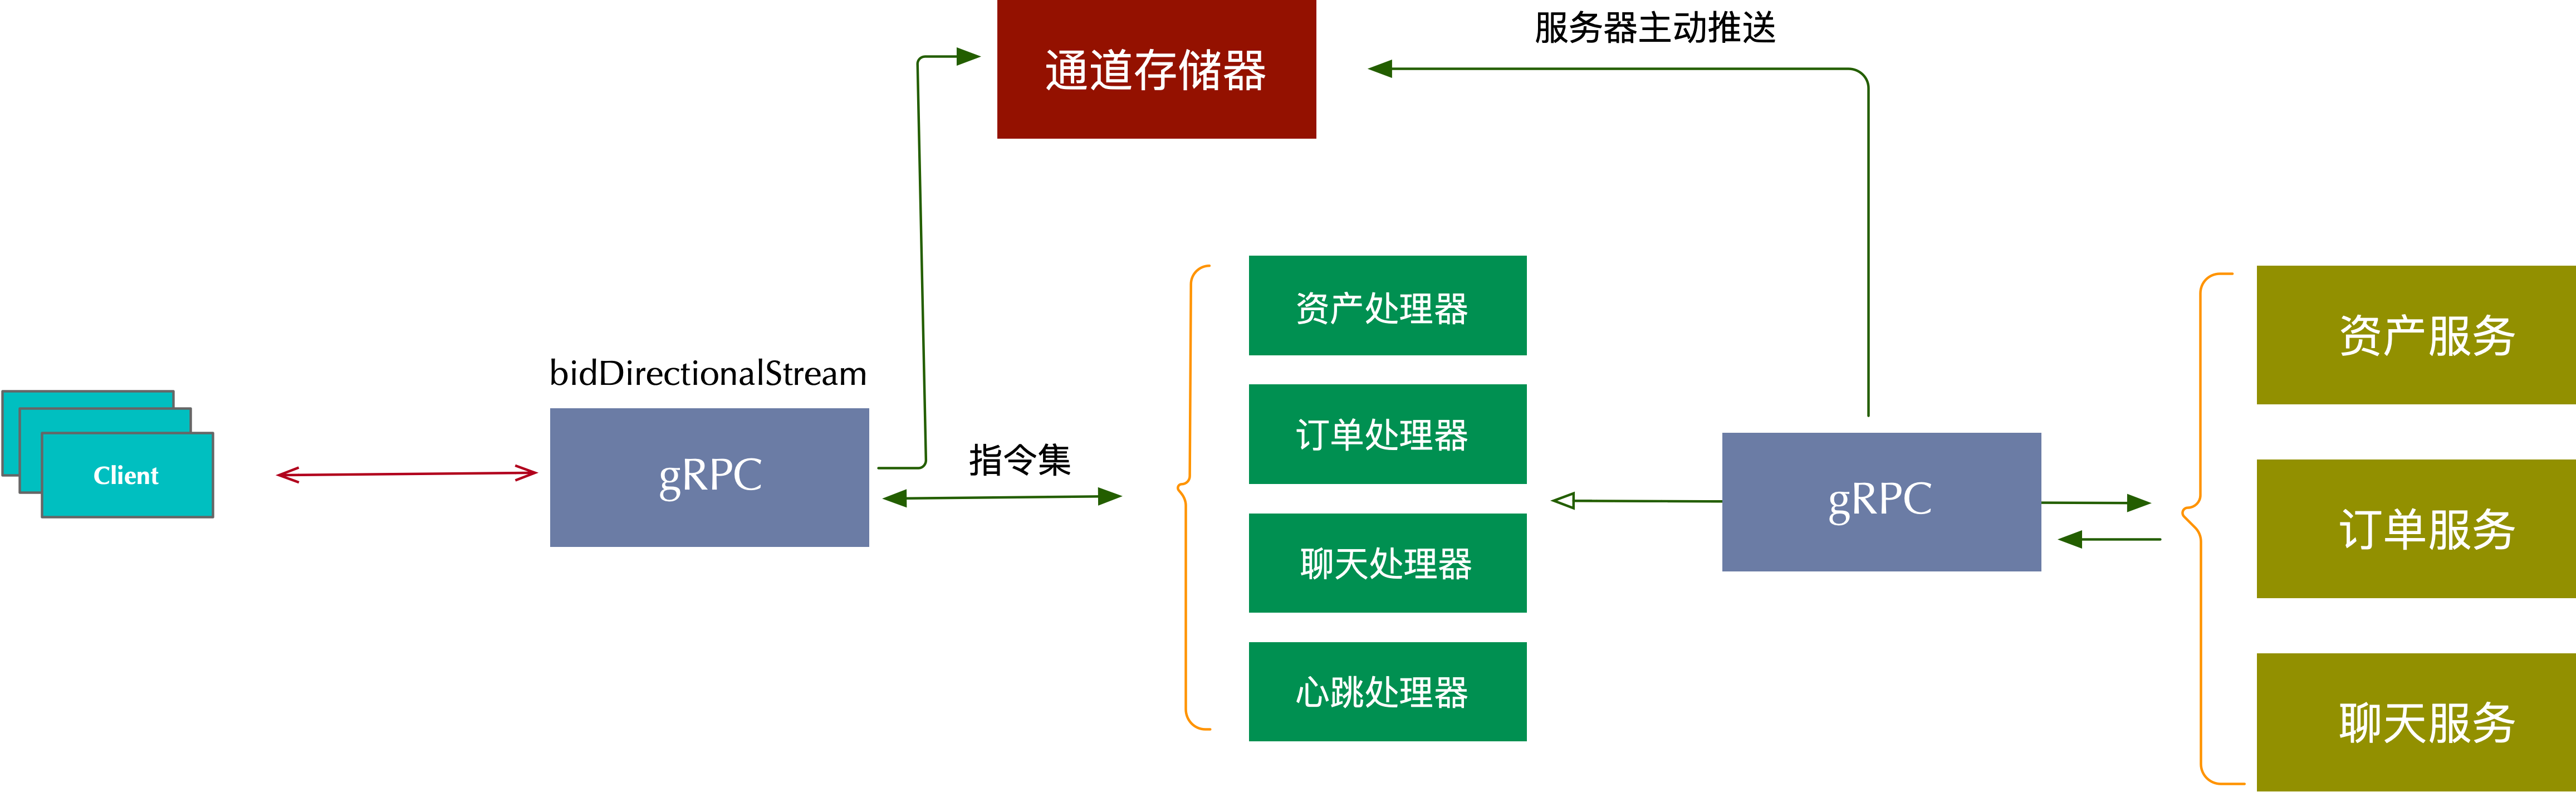 服务器主动推送
通道存储器
bidDirectionalStream
gRPC
Client
指令集
资产处理器
订单处理器
聊天处理器
心跳处理器
gRPC
资产服务
订单服务
聊天服务